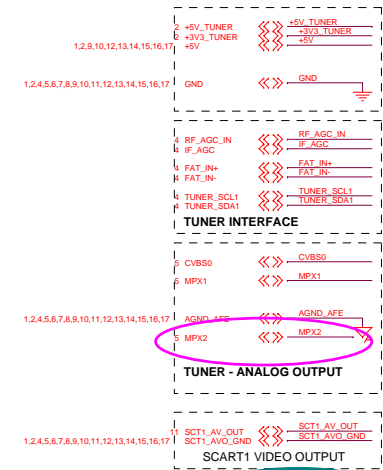 2 +5V_TUNER +5V_TUNER
2 +3V3_TUNER +3V3_TUNER
1,2,9,10,12,13,14,15,16,17 +5V +5V
1,2,4,5,6,7,8,9,10,11,12,13,14,15,16,17 GND GND
4 RF_AGC_IN RF_AGC_IN
4 IF_AGC IF_AGC
4 FAT_IN+ FAT_IN+
4 FAT_IN- FAT_IN-
4 TUNER_SCL1 TUNER_SCL1
4 TUNER_SDA1 TUNER_SDA1
TUNER INTERFACE
5 CVBS0 CVBS0
5 MPX1 MPX1
1,2,4,5,6,7,8,9,10,11,12,13,14,15,16,17 AGND_AFE AGND_AFE
5 MPX2 MPX2
TUNER - ANALOG OUTPUT
11 SCT1_AV_OUT SCT1_AV_OUT
1,2,4,5,6,7,8,9,10,11,12,13,14,15,16,17 SCT1_AVO_GND SCT1_AVO_GND
SCART1 VIDEO OUTPUT